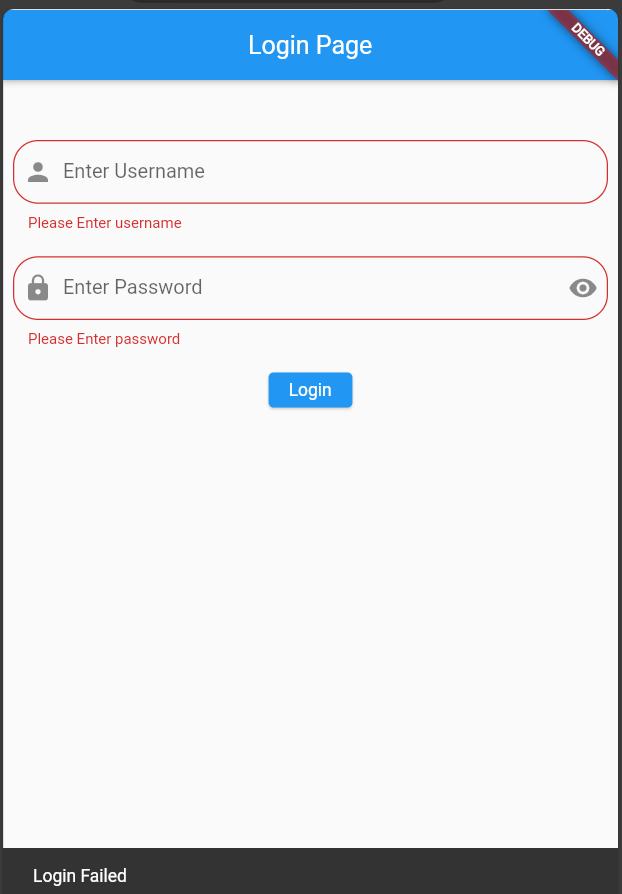 Login Page
DEBUG
Enter Username
Please Enter username
Enter Password
Please Enter password
Login
Login Failed